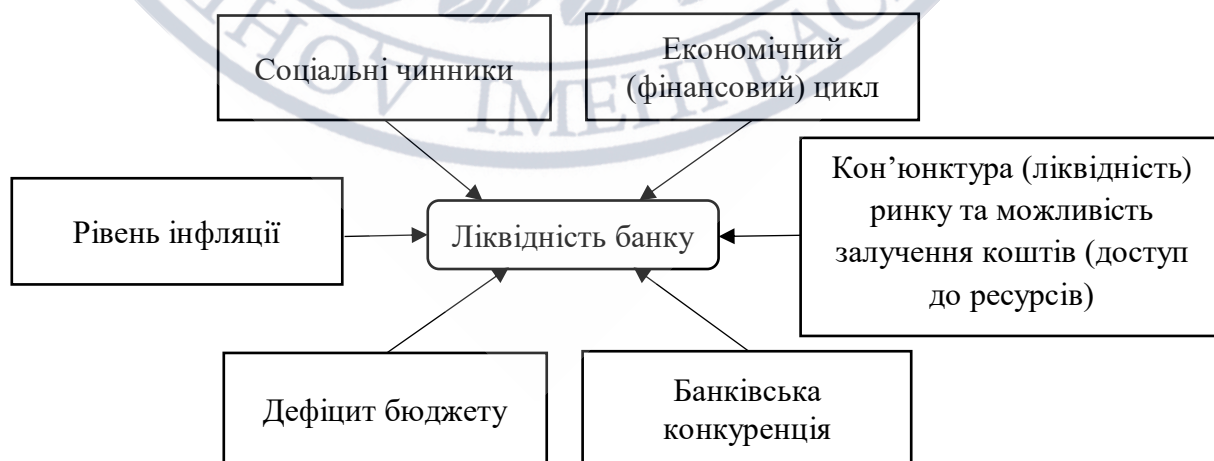 Соціальні чинники
Економічний
(фінансовий) цикл
Рівень інфляції
Ліквідність банку
Кон’юнктура (ліквідність)
ринку та можливість
залучення коштів (доступ
до ресурсів)
Дефіцит бюджету
Банківська
конкуренція
ІМЕНІ